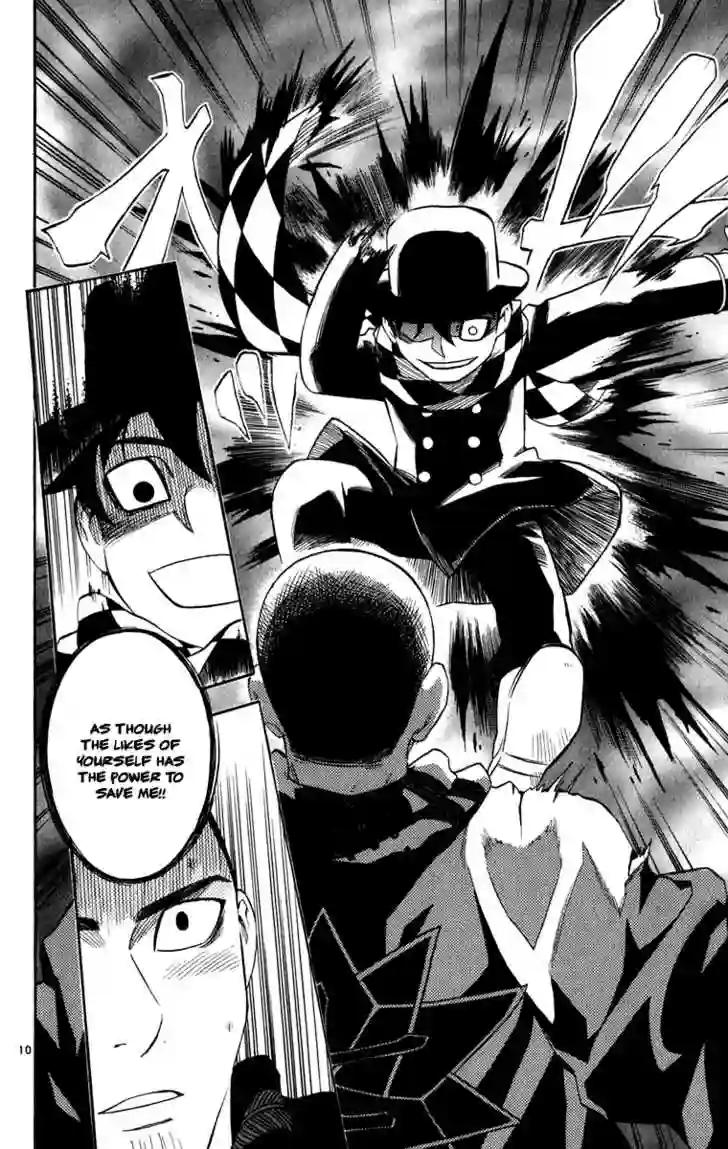 AS THOUGH
THE LIKES OF
YOURSELF HAS
THE POWER TO
SAVE ME!!
10